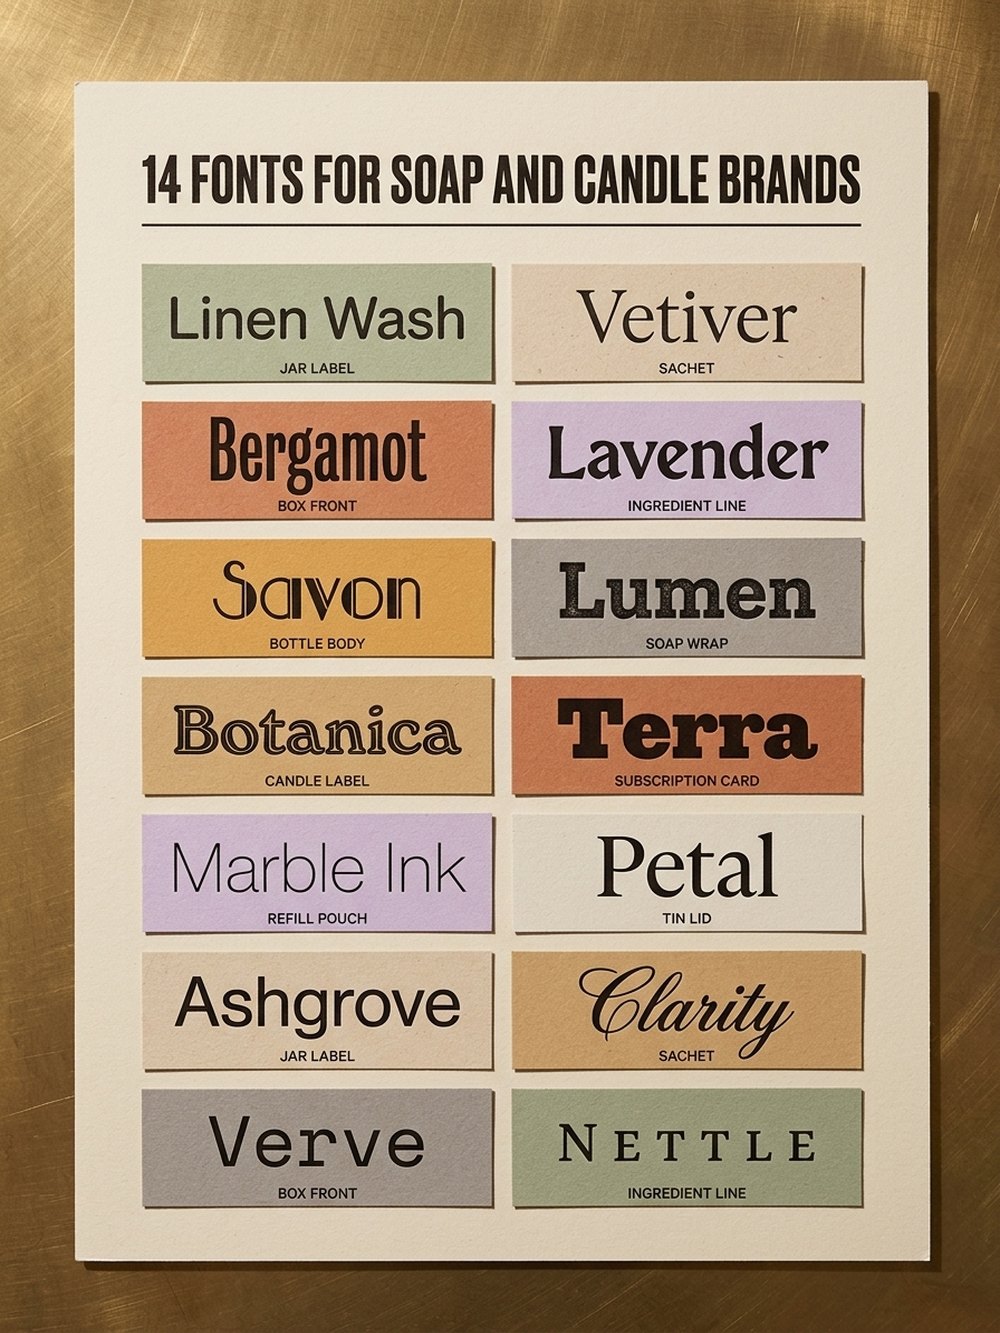 14 FONTS FOR SOAP AND CANDLE BRANDS
Linen Wash
JAR LABEL
Vetiver
SACHET
Bergamot
BOX FRONT
Lavender
INGREDIENT LINE
Savon
BOTTLE BODY
Lumen
SOAP WRAP
Botanica
CANDLE LABEL
Terra
SUBSCRIPTION CARD
Marble Ink
REFILL POUCH
Petal
TIN LID
Ashgrove
JAR LABEL
Clarity
SACHET
Verve
BOX FRONT
NETTLE
INGREDIENT LINE